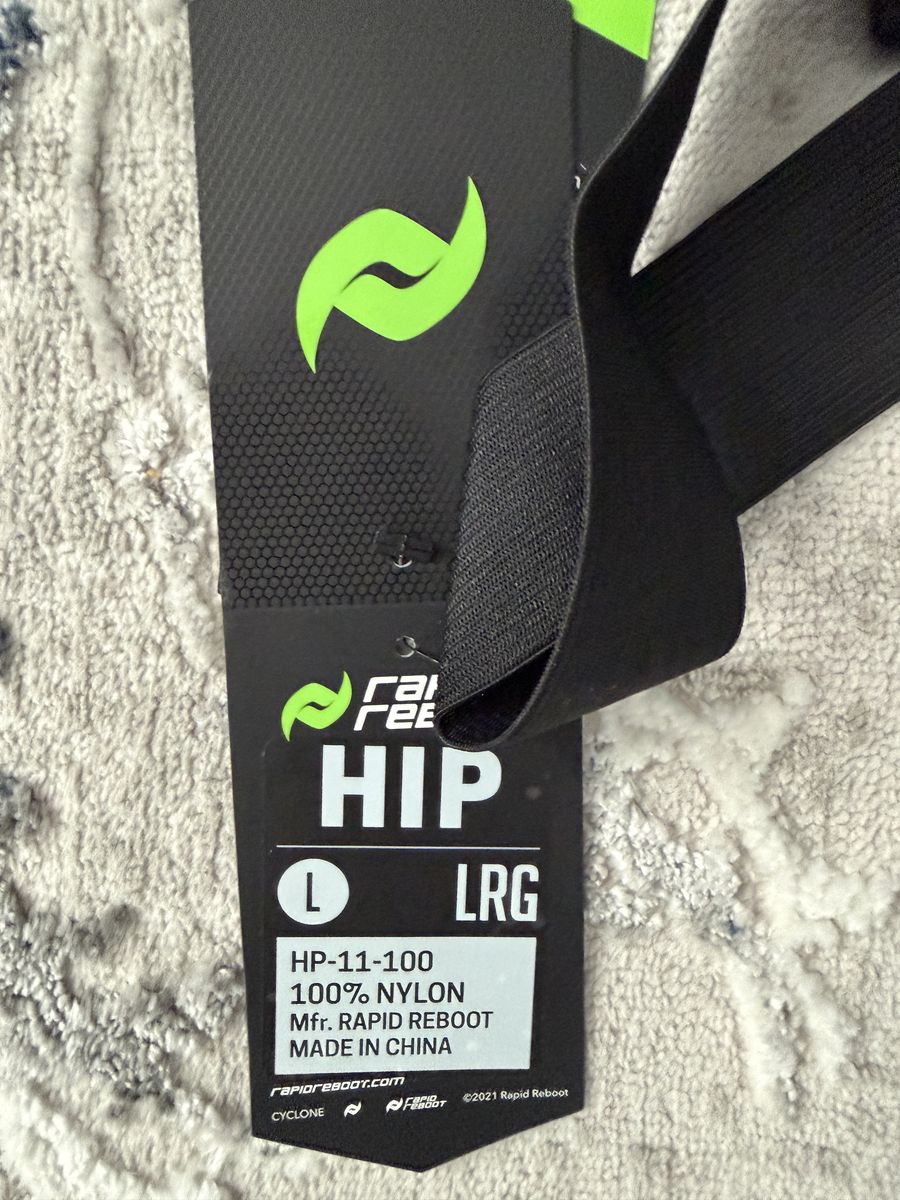 HIP
L LRG
HP-11-100
100% NYLON
Mfr. RAPID REBOOT
MADE IN CHINA
rapidreboot.com
CYCLONE RAPID REBOOT ©2021 Rapid Reboot